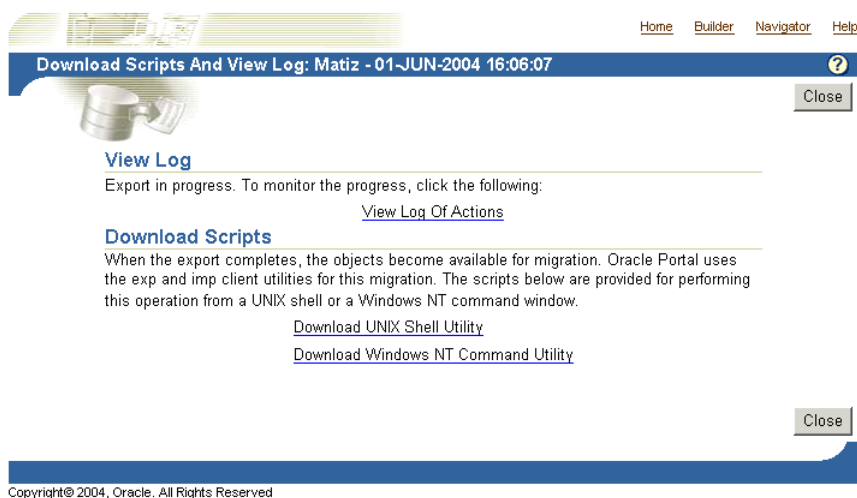 Home Builder Navigator Help
Download Scripts And View Log: Matiz - 01-JUN-2004 16:06:07
?
Close
View Log
Export in progress. To monitor the progress, click the following:
View Log Of Actions
Download Scripts
When the export completes, the objects become available for migration. Oracle Portal uses
the exp and imp client utilities for this migration. The scripts below are provided for performing
this operation from a UNIX shell or a Windows NT command window.
Download UNIX Shell Utility
Download Windows NT Command Utility
Close
Copyright© 2004, Oracle. All Rights Reserved